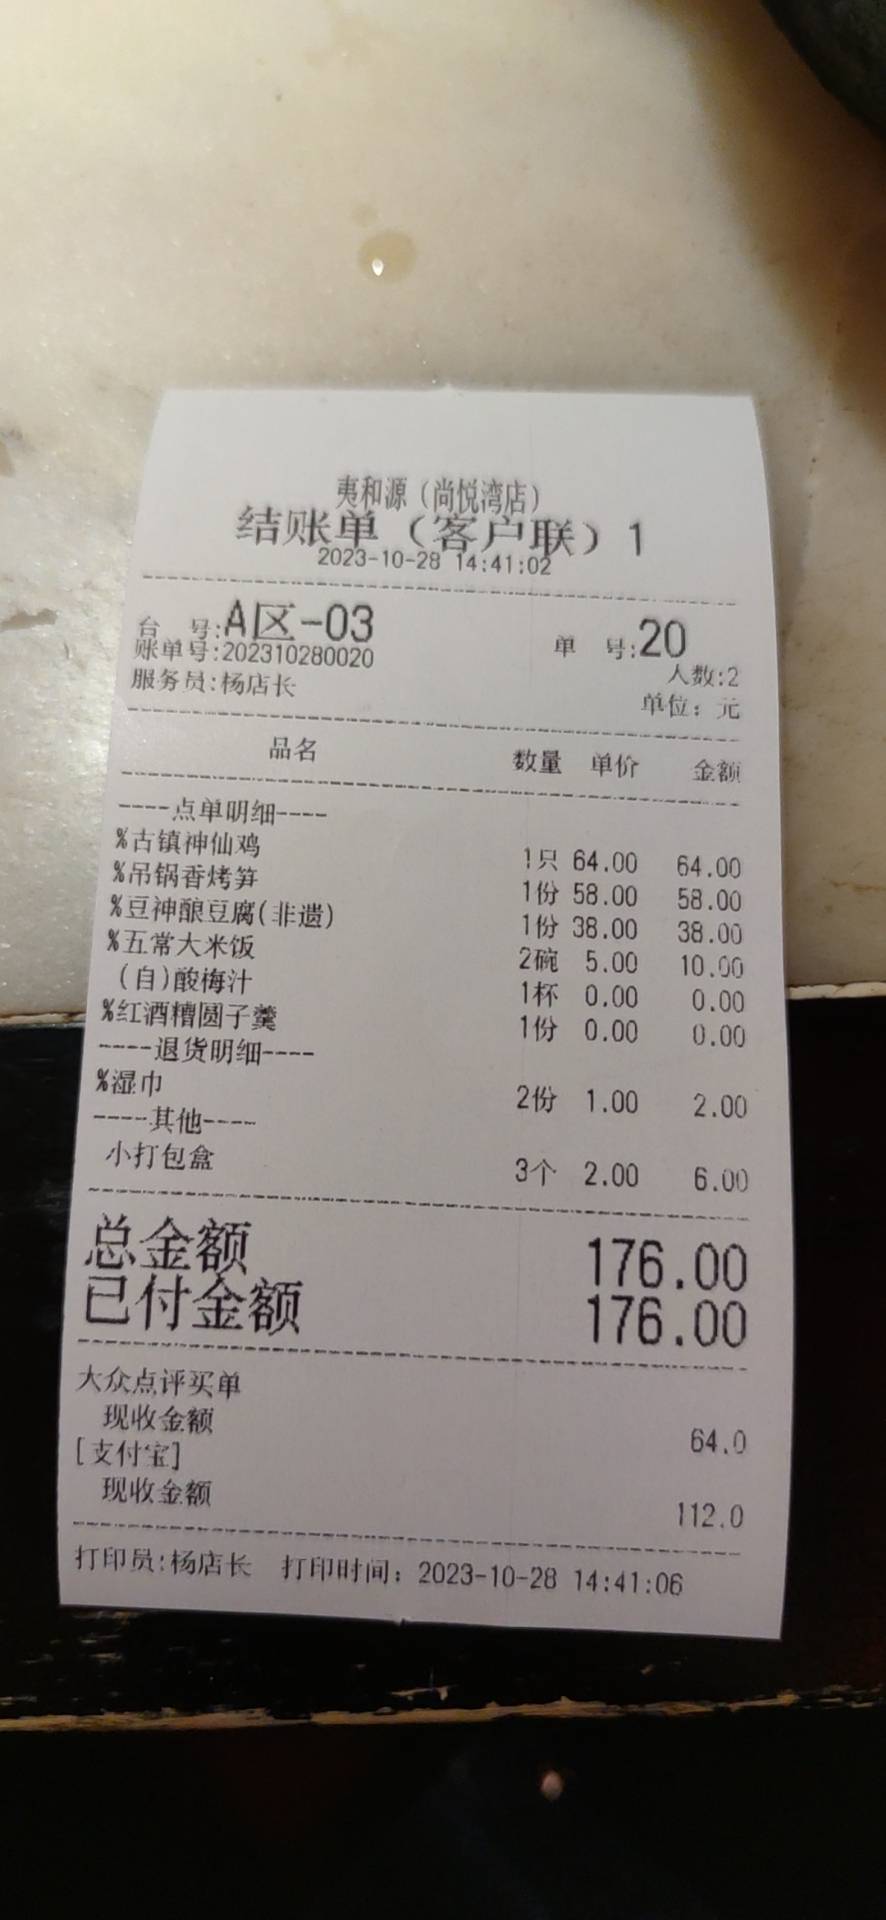 夷和源（尚悦湾店）
结账单（客户联）1
2023-10-28 14:41:02
台 号:A区-03 单 号:20
账单号:202310280020 人数:2
服务员:杨店长 单位：元
品名 数量 单价 金额
----点单明细----
%古镇神仙鸡 1只 64.00 64.00
%吊锅香烤笋 1份 58.00 58.00
%豆神酿豆腐(非遗) 1份 38.00 38.00
%五常大米饭 2碗 5.00 10.00
(自)酸梅汁 1杯 0.00 0.00
%红酒糟圆子羹 1份 0.00 0.00
----退货明细----
%湿巾 2份 1.00 2.00
----其他----
小打包盒 3个 2.00 6.00
总金额 176.00
已付金额 176.00
大众点评买单
现收金额 64.0
[支付宝]
现收金额 112.0
打印员:杨店长 打印时间：2023-10-28 14:41:06